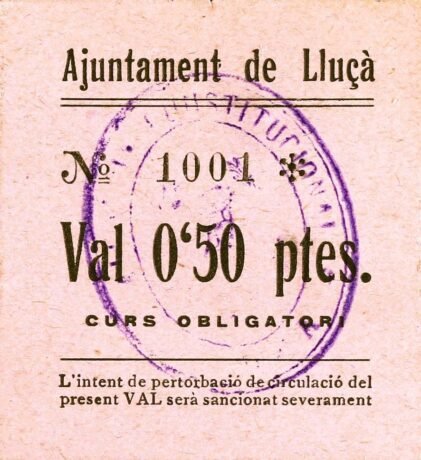 Ajuntament de Lluçà
Nº 1001
Val 0'50 ptes.
CURS OBLIGATORI
L'intent de pertorbació de circulació del
present VAL serà sancionat severament
CONSTITUCIONAL